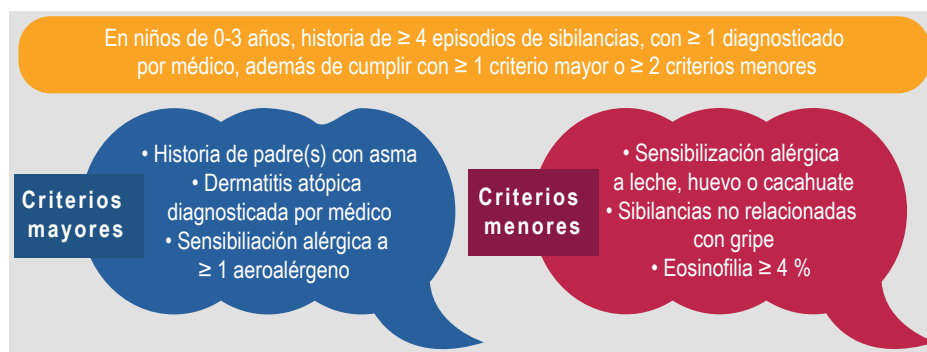 En niños de 0-3 años, historia de ≥ 4 episodios de sibilancias, con ≥ 1 diagnosticado
por médico, además de cumplir con ≥ 1 criterio mayor o ≥ 2 criterios menores
Criterios
mayores
• Historia de padre(s) con asma
• Dermatitis atópica
diagnosticada por médico
• Sensibiliación alérgica a
≥ 1 aeroalérgeno
Criterios
menores
• Sensibilización alérgica
a leche, huevo o cacahuate
• Sibilancias no relacionadas
con gripe
• Eosinofilia ≥ 4 %